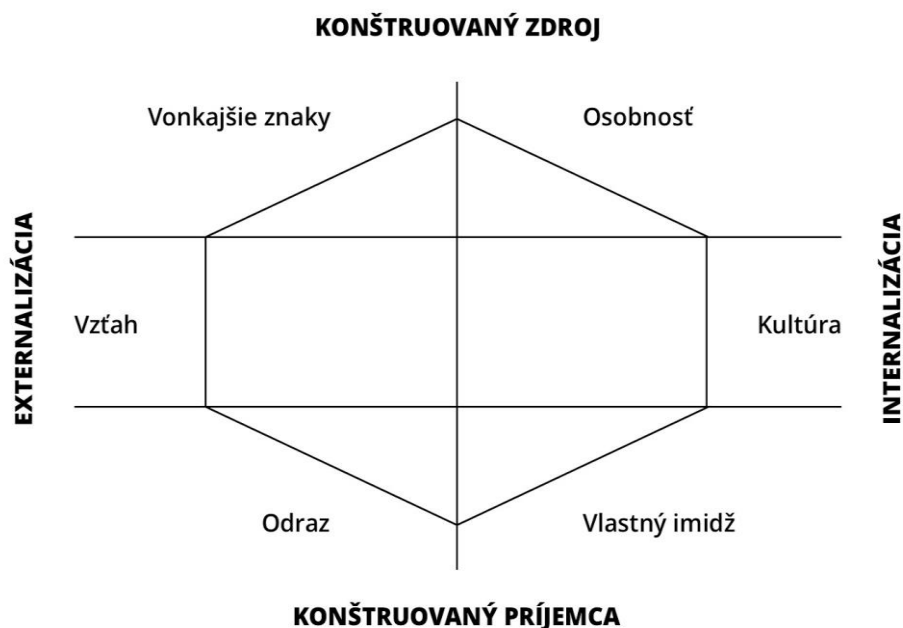 KONŠTRUOVANÝ ZDROJ
Vonkajšie znaky
Osobnosť
EXTERNALIZÁCIA
Vzťah
Kultúra
INTERNALIZÁCIA
Odraz
Vlastný imidž
KONŠTRUOVANÝ PRÍJEMCA